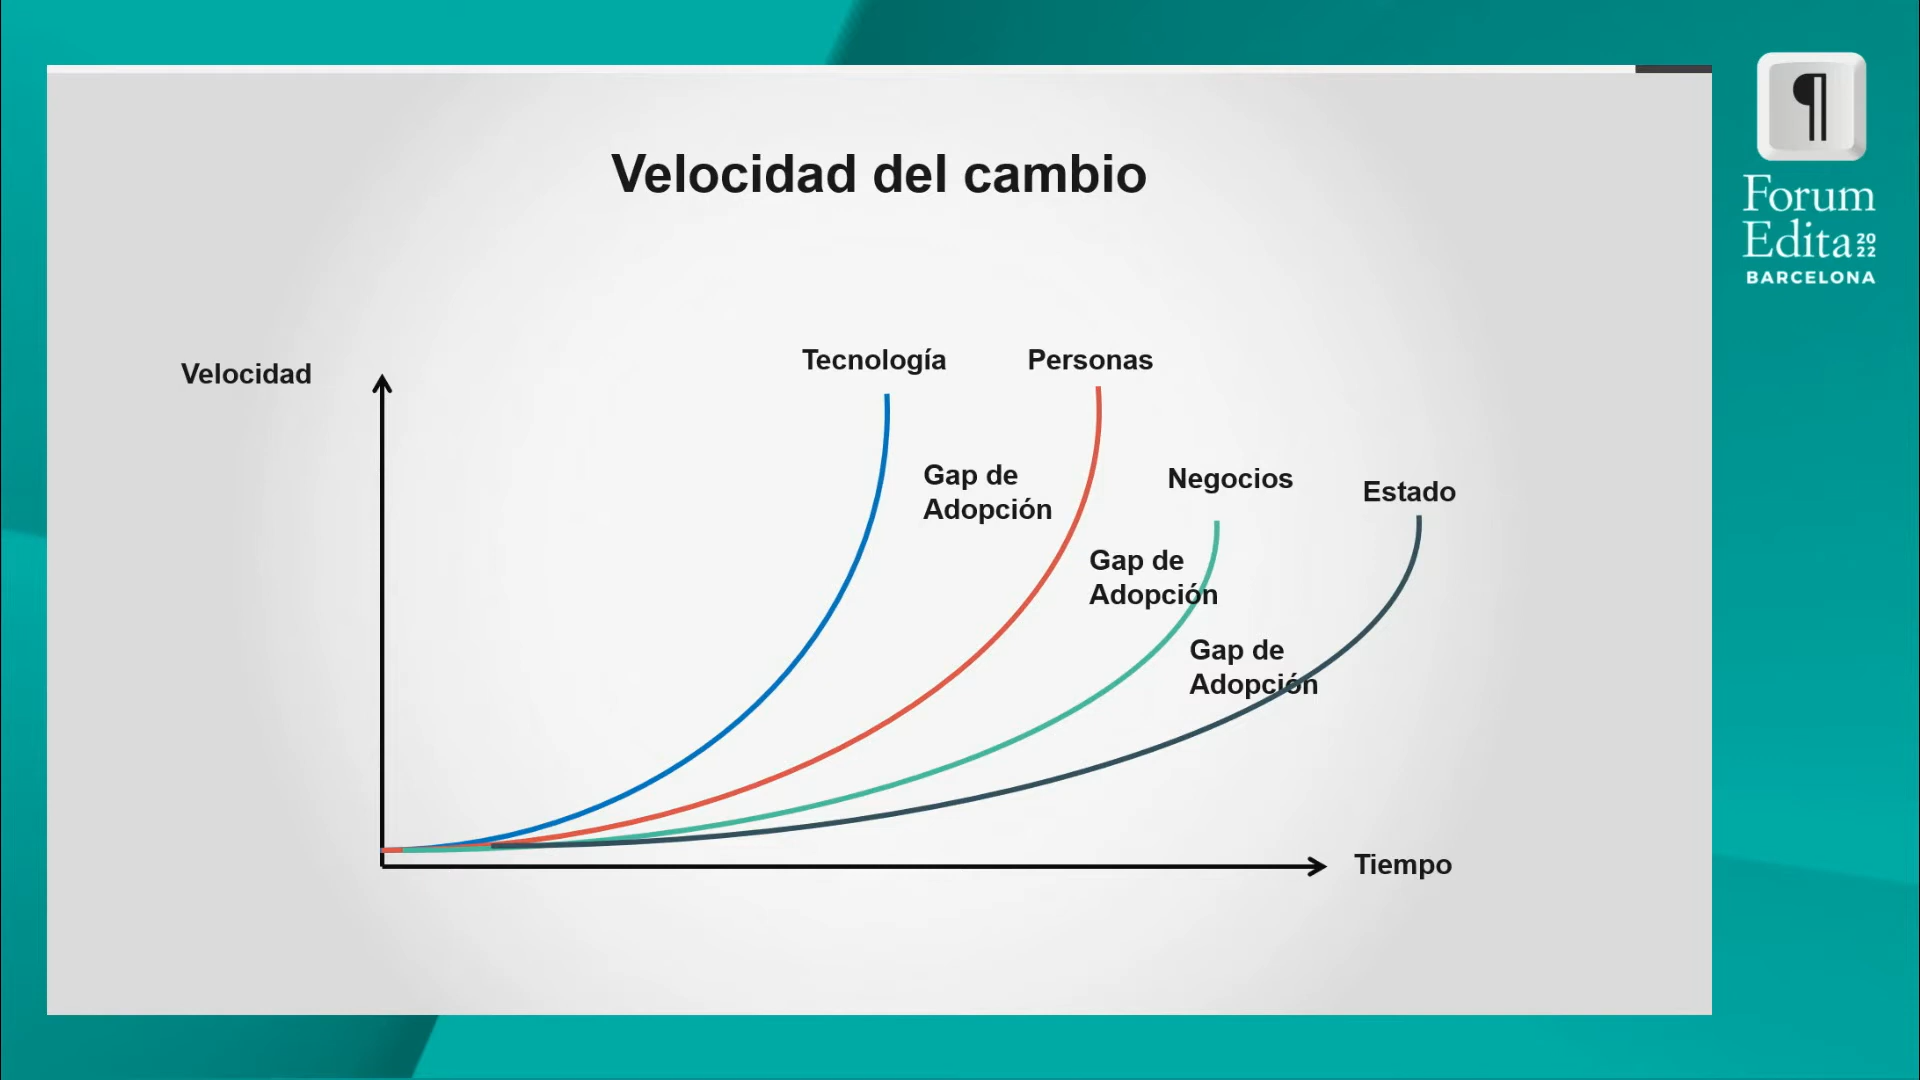 Velocidad del cambio
Velocidad
Tecnología
Personas
Negocios
Estado
Gap de
Adopción
Gap de
Adopción
Gap de
Adopción
Tiempo
¶
Forum
Edita 20
22
BARCELONA